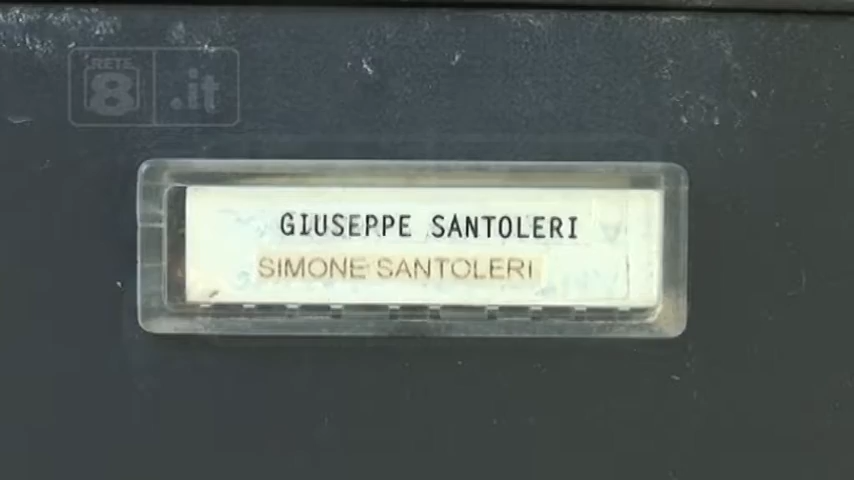 RETE
8
.it
GIUSEPPE SANTOLERI
SIMONE SANTOLERI